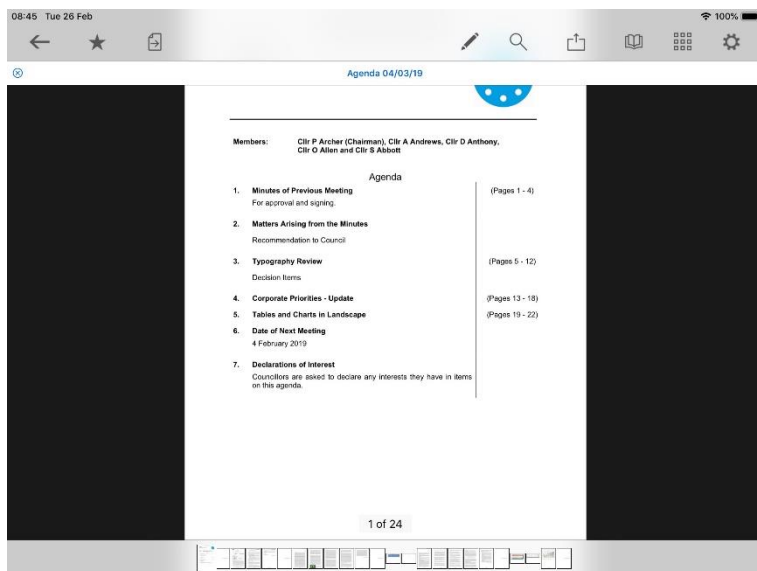 08:45 Tue 26 Feb 100%
Agenda 04/03/19
Members: Cllr P Archer (Chairman), Cllr A Andrews, Cllr D Anthony,
Cllr O Allen and Cllr S Abbott
Agenda
1. Minutes of Previous Meeting (Pages 1 - 4)
For approval and signing.
2. Matters Arising from the Minutes
Recommendation to Council
3. Typography Review (Pages 5 - 12)
Decision Items
4. Corporate Priorities - Update (Pages 13 - 18)
5. Tables and Charts in Landscape (Pages 19 - 22)
6. Date of Next Meeting
4 February 2019
7. Declarations of Interest
Councillors are asked to declare any interests they have in items
on this agenda.
1 of 24